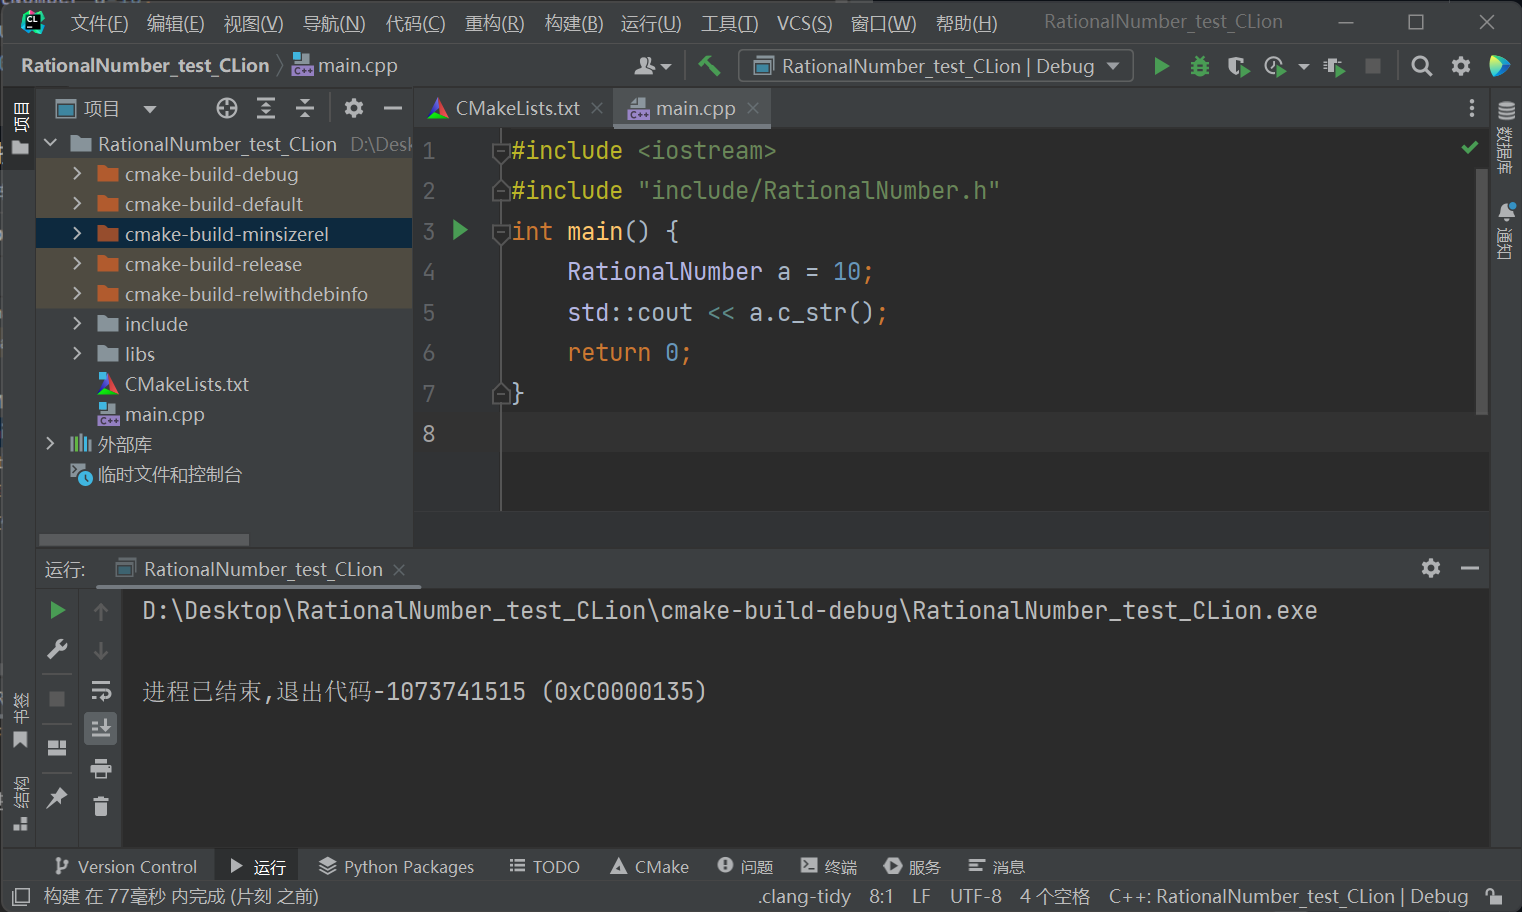 文件(F) 编辑(E) 视图(V) 导航(N) 代码(C) 重构(R) 构建(B) 运行(U) 工具(T) VCS(S) 窗口(W) 帮助(H) RationalNumber_test_CLion
RationalNumber_test_CLion main.cpp RationalNumber_test_CLion | Debug
项目
项目
RationalNumber_test_CLion D:\Desk
cmake-build-debug
cmake-build-default
cmake-build-minsizerel
cmake-build-release
cmake-build-relwithdebinfo
include
libs
CMakeLists.txt
main.cpp
外部库
临时文件和控制台
CMakeLists.txt main.cpp
1 #include <iostream>
2 #include "include/RationalNumber.h"
3 int main() {
4 RationalNumber a = 10;
5 std::cout << a.c_str();
6 return 0;
7 }
8
数据库
通知
运行: RationalNumber_test_CLion
D:\Desktop\RationalNumber_test_CLion\cmake-build-debug\RationalNumber_test_CLion.exe
进程已结束,退出代码-1073741515 (0xC0000135)
书签
结构
Version Control 运行 Python Packages TODO CMake 问题 终端 服务 消息
构建 在 77毫秒 内完成 (片刻 之前) .clang-tidy 8:1 LF UTF-8 4 个空格 C++: RationalNumber_test_CLion | Debug